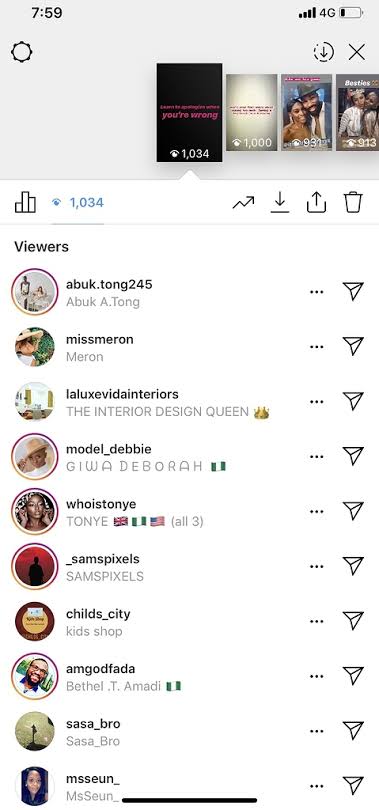 7:59
4G
Learn to apologise when
you're wrong
1,034
1,000
931
Besties
913
1,034
Viewers
abuk.tong245
Abuk A.Tong
missmeron
Meron
laluxevidainteriors
THE INTERIOR DESIGN QUEEN 👑
model_debbie
GIWA DEBORAH 🇳🇬
whoistonye
TONYE 🇬🇧🇳🇬🇺🇸 (all 3)
_samspixels
SAMSPIXELS
childs_city
kids shop
amgodfada
Bethel .T. Amadi 🇳🇬
sasa_bro
Sasa_Bro
msseun_
MsSeun_